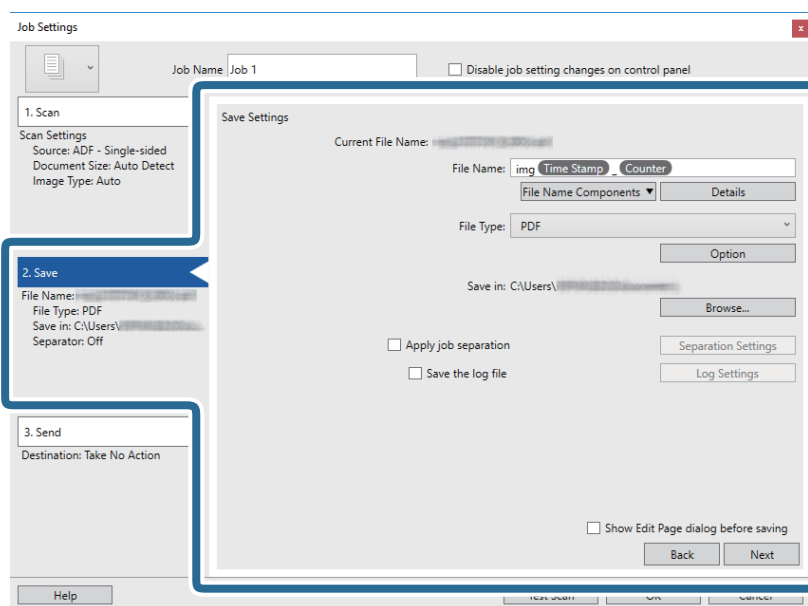 Job Settings
x
Job Name Job 1
Disable job setting changes on control panel
1. Scan
Scan Settings
Source: ADF - Single-sided
Document Size: Auto Detect
Image Type: Auto
2. Save
File Name:
File Type: PDF
Save in: C:\Users\
Separator: Off
3. Send
Destination: Take No Action
Save Settings
Current File Name:
File Name: img Time Stamp _ Counter
File Name Components ▼ Details
File Type: PDF
Option
Save in: C:\Users\
Browse...
Apply job separation Separation Settings
Save the log file Log Settings
Show Edit Page dialog before saving
Back Next
Help Test Scan OK Cancel